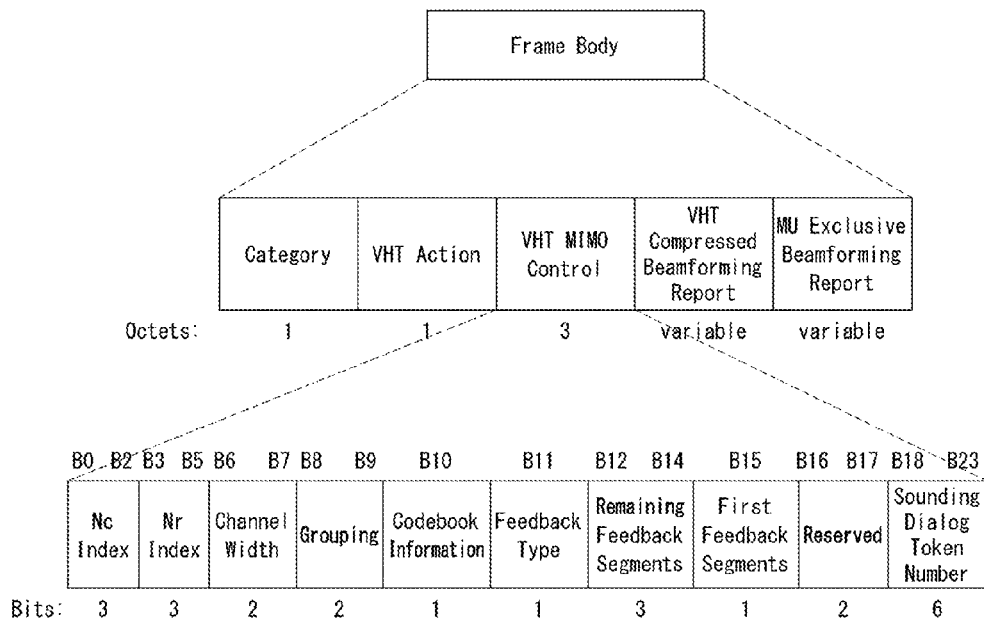 Frame Body
Category
VHT Action
VHT MIMO
Control
VHT
Compressed
Beamforming
Report
MU Exclusive
Beamforming
Report
Octets: 1 1 3 variable variable
B0 B2 B3 B5 B6 B7 B8 B9 B10 B11 B12 B14 B15 B16 B17 B18 B23
Nc
Index
Nr
Index
Channel
Width
Grouping
Codebook
Information
Feedback
Type
Remaining
Feedback
Segments
First
Feedback
Segments
Reserved
Sounding
Dialog
Token
Number
Bits: 3 3 2 2 1 1 3 1 2 6